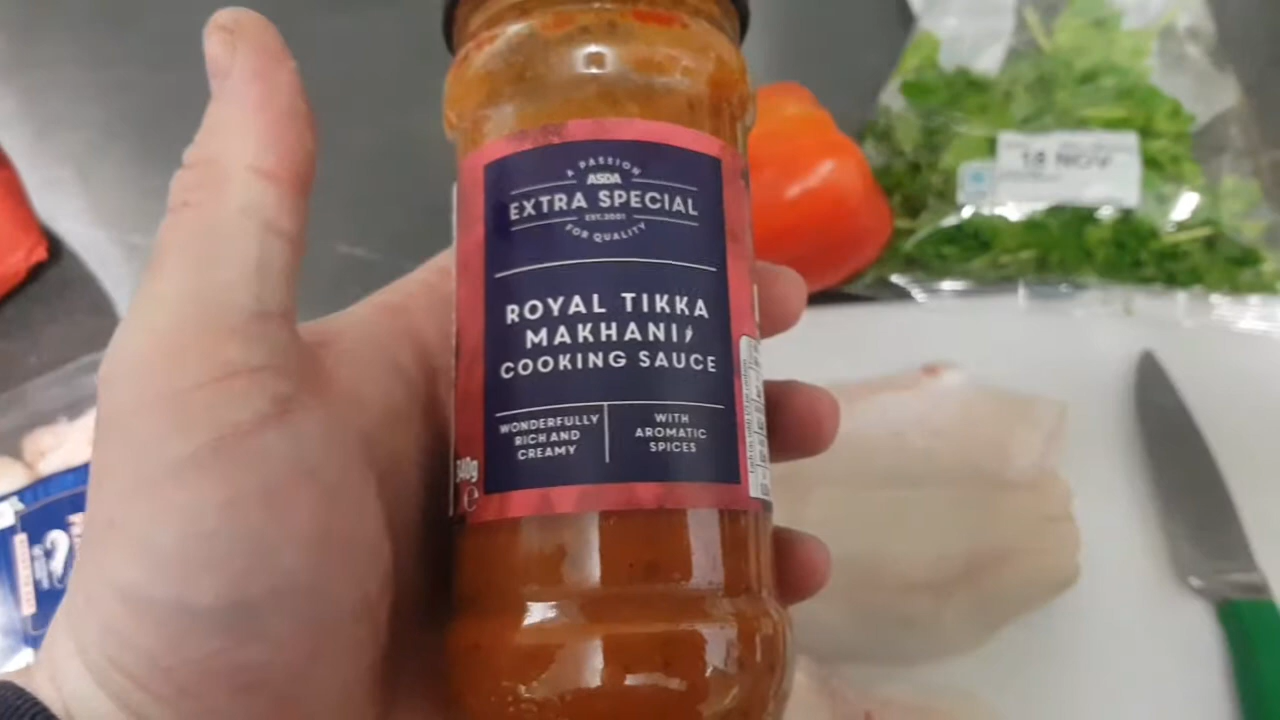 A PASSION
ASDA
EXTRA SPECIAL
EST.2001
FOR QUALITY
ROYAL TIKKA
MAKHANI
COOKING SAUCE
WONDERFULLY
RICH AND
CREAMY
WITH
AROMATIC
SPICES
340g
e
18 NOV